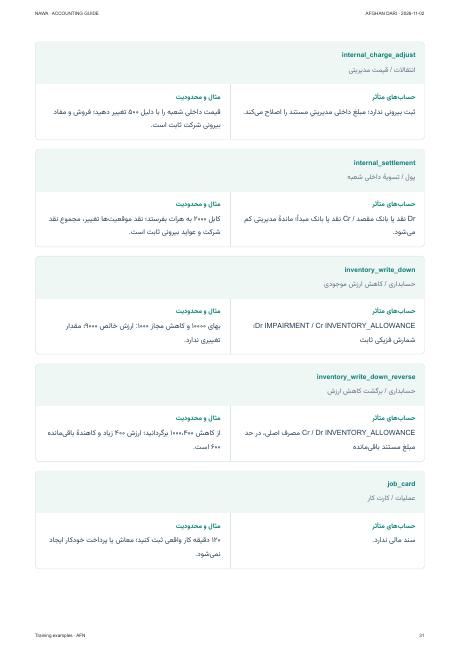 NAWA · ACCOUNTING GUIDE
AFGHAN DARI · 2026-11-02
internal_charge_adjust
انتقالات / قیمت مدیریتی
حساب‌های متأثر
ثبت بیرونی ندارد؛ مبلغ داخلی مدیریتیِ مستند را اصلاح می‌کند.
مثال و محدودیت
قیمت داخلی شعبه را با دلیل ۵۰۰ تغییر دهید؛ فروش و مفاد
بیرونی شرکت ثابت است.
internal_settlement
پول / تسویهٔ داخلی شعبه
حساب‌های متأثر
Dr نقد یا بانک مقصد / Cr نقد یا بانک مبدأ؛ ماندهٔ مدیریتی کم
می‌شود.
مثال و محدودیت
کابل ۲۰۰۰ به هرات بفرستد؛ نقد موقعیت‌ها تغییر، مجموع نقد
شرکت و عواید بیرونی ثابت است.
inventory_write_down
حسابداری / کاهش ارزش موجودی
حساب‌های متأثر
Dr IMPAIRMENT / Cr INVENTORY_ALLOWANCE؛
شمارش فزیکی ثابت
مثال و محدودیت
بهای ۱۰۰۰۰ و کاهش مجاز ۱۰۰۰: ارزش خالص ۹۰۰۰؛ مقدار
تغییری ندارد.
inventory_write_down_reverse
حسابداری / برگشت کاهش ارزش
حساب‌های متأثر
Cr / Dr INVENTORY_ALLOWANCE مصرف اصلی، در حد
مبلغ مستند باقی‌مانده
مثال و محدودیت
از کاهش ۱۰۰۰،۴۰۰ برگردانید؛ ارزش ۴۰۰ زیاد و کاهندهٔ باقی‌مانده
۶۰۰ است.
job_card
عملیات / کارت کار
حساب‌های متأثر
سند مالی ندارد.
مثال و محدودیت
۱۲۰ دقیقه کار واقعی ثبت کنید؛ معاش یا پرداخت خودکار ایجاد
نمی‌شود.
Training examples · AFN
31